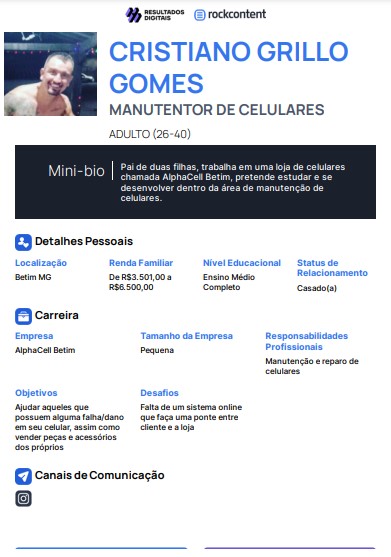 RESULTADOS DIGITAIS rockcontent
CRISTIANO GRILLO
GOMES
MANUTENTOR DE CELULARES
ADULTO (26-40)
Mini-bio
Pai de duas filhas, trabalha em uma loja de celulares
chamada AlphaCell Betim, pretende estudar e se
desenvolver dentro da área de manutenção de
celulares.
Detalhes Pessoais
Localização
Betim MG
Renda Familiar
De R$3.501,00 a
R$6.500,00
Nível Educacional
Ensino Médio
Completo
Status de
Relacionamento
Casado(a)
Carreira
Empresa
AlphaCell Betim
Tamanho da Empresa
Pequena
Responsabilidades
Profissionais
Manutenção e reparo de
celulares
Objetivos
Ajudar aqueles que
possuem alguma falha/dano
em seu celular, assim como
vender peças e acessórios
dos próprios
Desafios
Falta de um sistema online
que faça uma ponte entre
cliente e a loja
Canais de Comunicação